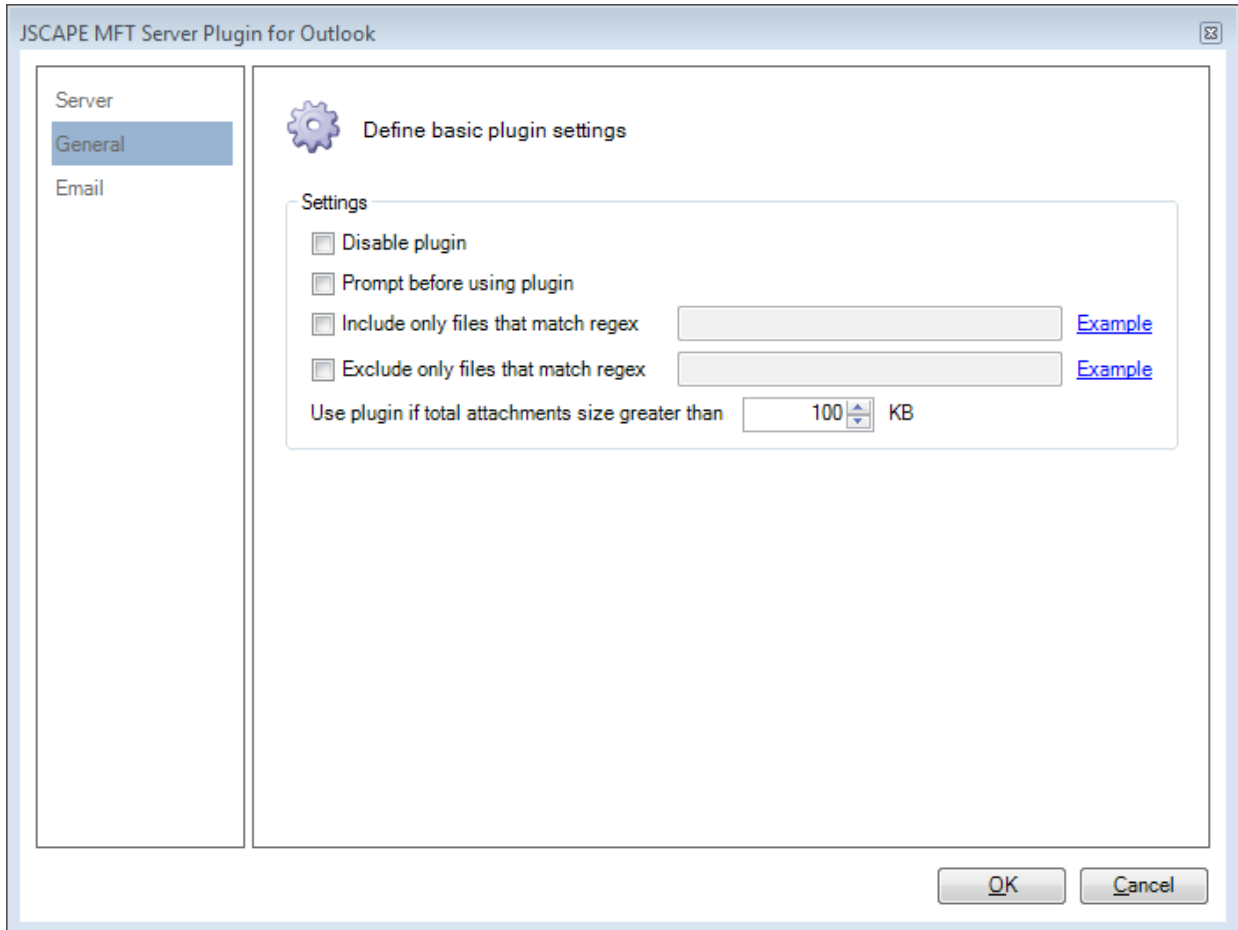 JSCAPE MFT Server Plugin for Outlook
Server
General
Email
Define basic plugin settings
Settings
Disable plugin
Prompt before using plugin
Include only files that match regex Example
Exclude only files that match regex Example
Use plugin if total attachments size greater than 100 KB
OK Cancel